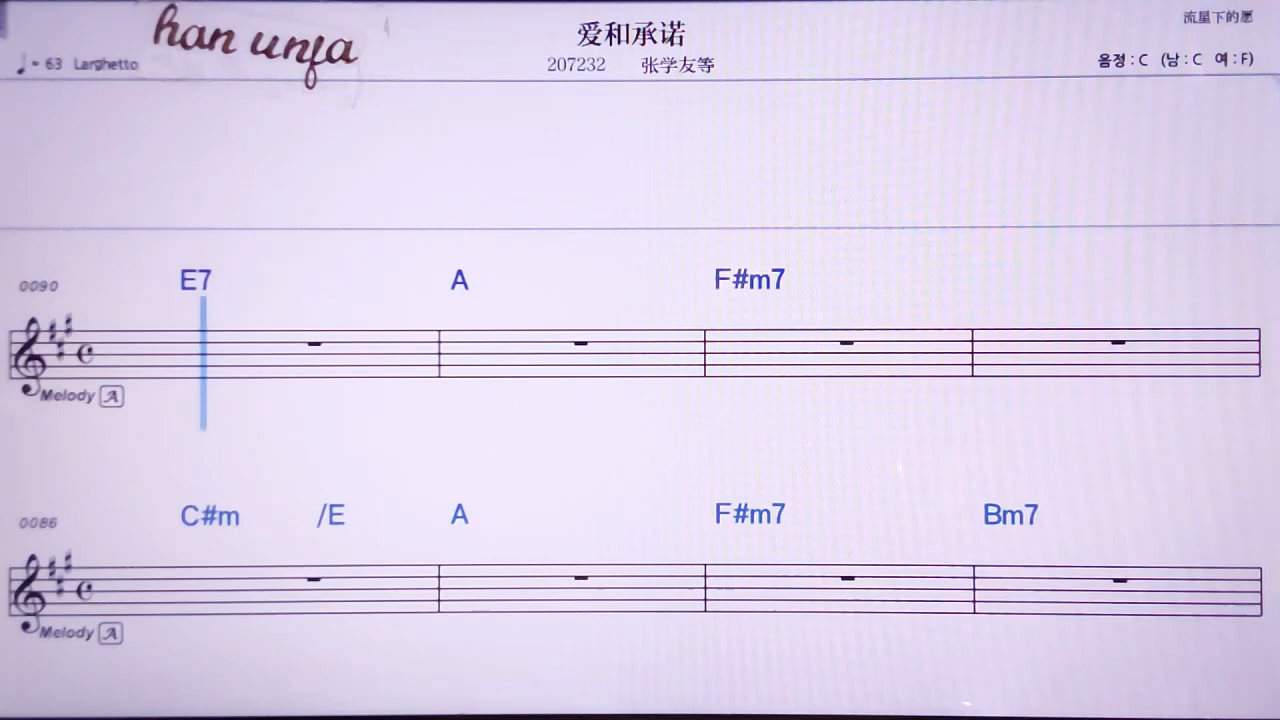 han unfa
爱和承诺
流星下的愿
♩= 63 Larghetto
207232 张学友等
음정 : C (남 : C 여 : F)
0090
E7 A F#m7
Melody A
0086
C#m /E A F#m7 Bm7
Melody A